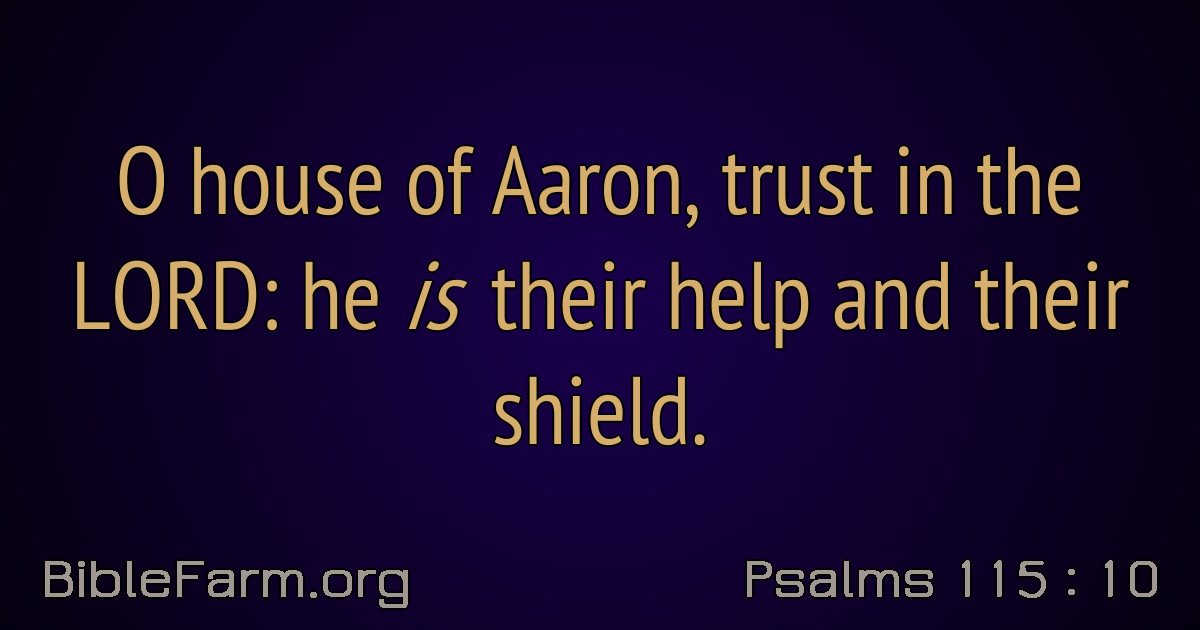 O house of Aaron, trust in the
LORD: he is their help and their
shield.
BibleFarm.org
Psalms 115 : 10